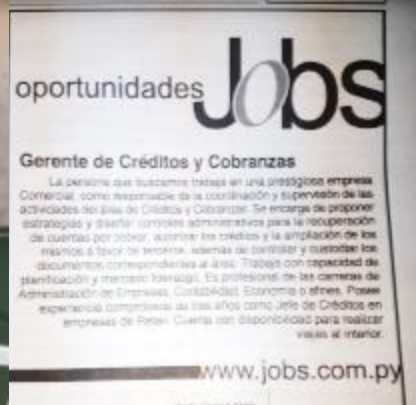 oportunidades Jobs
Gerente de Créditos y Cobranzas
La persona que buscamos trabaja en una prestigiosa empresa
Comercial, como responsable de la coordinación y supervisión de las
actividades del área de Créditos y Cobranzas. Se encarga de proponer
estrategias y diseñar controles administrativos para la recuperación
de cuentas por cobrar, autorizar los créditos y la ampliación de los
mismos a favor de terceros, además de controlar y custodiar los
documentos correspondientes a los. Trabaja con capacidad de
planificación y marcado liderazgo. Es profesional de las carreras de
Administración de Empresas, Contabilidad, Economía o afines. Posee
experiencia comprobada de tres años como Jefe de Créditos en
empresas de Retail. Cuenta con disponibilidad para realizar
viajes al interior.
www.jobs.com.py